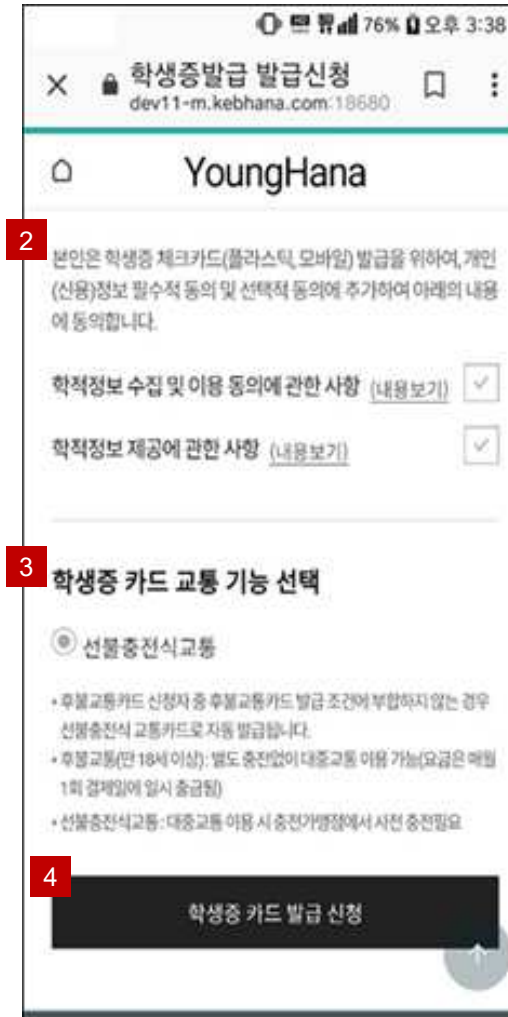 76% 오후 3:38
학생증발급 발급신청
dev11-m.kebhana.com:18680
YoungHana
2
본인은 학생증 체크카드(플라스틱, 모바일) 발급을 위하여, 개인
(신용)정보 필수적 동의 및 선택적 동의에 추가하여 아래의 내용
에 동의합니다.
학적정보 수집 및 이용 동의에 관한 사항 (내용보기)
학적정보 제공에 관한 사항 (내용보기)
3
학생증 카드 교통 기능 선택
선불충전식교통
• 후불교통카드 신청자 중 후불교통카드 발급 조건에 부합하지 않는 경우
선불충전식 교통카드로 자동 발급됩니다.
• 후불교통(만 18세 이상) : 별도 충전없이 대중교통 이용 가능(요금은 매월
1회 결제일에 일시 출금됨)
• 선불충전식교통 : 대중교통 이용 시 충전가맹점에서 사전 충전필요
4
학생증 카드 발급 신청